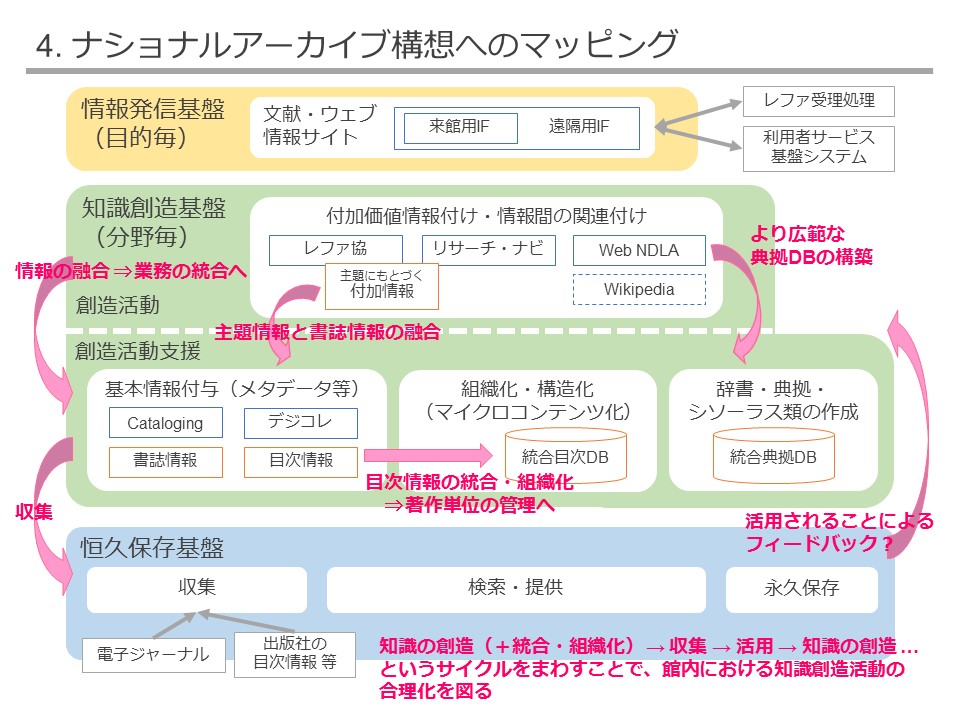 4. ナショナルアーカイブ構想へのマッピング
情報発信基盤
（目的毎）
文献・ウェブ
情報サイト
来館用IF
遠隔用IF
レファ受理処理
利用者サービス
基盤システム
知識創造基盤
（分野毎）
付加価値情報付け・情報間の関連付け
レファ協
リサーチ・ナビ
Web NDLA
Wikipedia
主題にもとづく
付加情報
より広範な
典拠DBの構築
情報の融合⇒業務の統合へ
創造活動
主題情報と書誌情報の融合
創造活動支援
基本情報付与（メタデータ等）
Cataloging
デジコレ
書誌情報
目次情報
組織化・構造化
（マイクロコンテンツ化）
統合目次DB
辞書・典拠・
シソーラス類の作成
統合典拠DB
目次情報の統合・組織化
⇒著作単位の管理へ
収集
活用されることによる
フィードバック？
恒久保存基盤
収集
検索・提供
永久保存
電子ジャーナル
出版社の
目次情報 等
知識の創造（＋統合・組織化）→ 収集 → 活用 → 知識の創造…
というサイクルをまわすことで、館内における知識創造活動の
合理化を図る